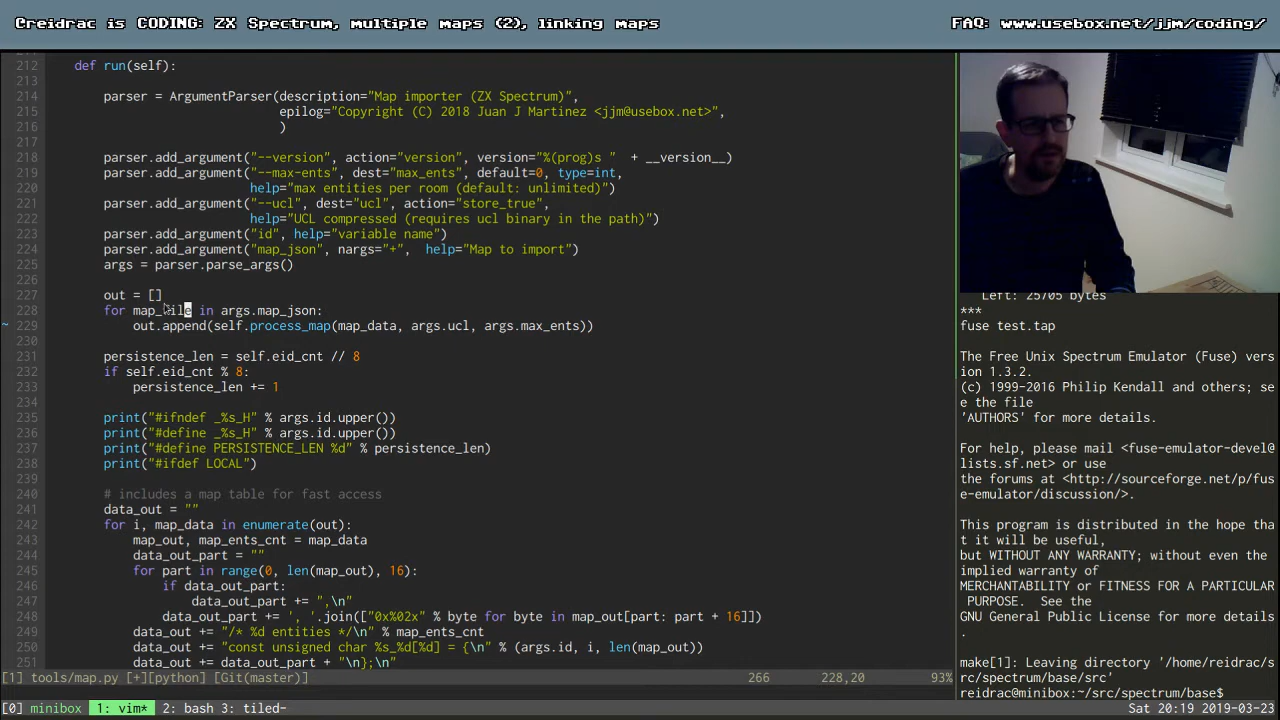 Creidrac is CODING: ZX Spectrum, multiple maps (2), linking maps
FAQ: www.usebox.net/jjm/coding/
212 def run(self):
213
214 parser = ArgumentParser(description="Map importer (ZX Spectrum)",
215 epilog="Copyright (C) 2018 Juan J Martinez <jjm@usebox.net>",
216 )
217
218 parser.add_argument("--version", action="version", version="%(prog)s " + __version__)
219 parser.add_argument("--max-ents", dest="max_ents", default=0, type=int,
220 help="max entities per room (default: unlimited)")
221 parser.add_argument("--ucl", dest="ucl", action="store_true",
222 help="UCL compressed (requires ucl binary in the path)")
223 parser.add_argument("id", help="variable name")
224 parser.add_argument("map_json", nargs="+", help="Map to import")
225 args = parser.parse_args()
226
227 out = []
228 for map_file in args.map_json:
~ 229 out.append(self.process_map(map_data, args.ucl, args.max_ents))
230
231 persistence_len = self.eid_cnt // 8
232 if self.eid_cnt % 8:
233 persistence_len += 1
234
235 print("#ifndef _%s_H" % args.id.upper())
236 print("#define _%s_H" % args.id.upper())
237 print("#define PERSISTENCE_LEN %d" % persistence_len)
238 print("#ifdef LOCAL")
239
240 # includes a map table for fast access
241 data_out = ""
242 for i, map_data in enumerate(out):
243 map_out, map_ents_cnt = map_data
244 data_out_part = ""
245 for part in range(0, len(map_out), 16):
246 if data_out_part:
247 data_out_part += ",\n"
248 data_out_part += ', '.join(["0x%02x" % byte for byte in map_out[part: part + 16]])
249 data_out += "/* %d entities */\n" % map_ents_cnt
250 data_out += "const unsigned char %s_%d[%d] = {\n" % (args.id, i, len(map_out))
251 data_out += data_out_part + "\n};\n"
[1] tools/map.py [+][python] [Git(master)] 266 228,20 93%
Left: 25705 bytes
***
fuse test.tap

The Free Unix Spectrum Emulator (Fuse) vers
ion 1.3.2.
(c) 1999-2016 Philip Kendall and others; se
e the file
'AUTHORS' for more details.

For help, please mail <fuse-emulator-devel@
lists.sf.net> or use
the forums at <http://sourceforge.net/p/fus
e-emulator/discussion/>.

This program is distributed in the hope tha
t it will be useful,
but WITHOUT ANY WARRANTY; without even the
implied warranty of
MERCHANTABILITY or FITNESS FOR A PARTICULAR
PURPOSE. See the
GNU General Public License for more details
.

make[1]: Leaving directory '/home/reidrac/s
rc/spectrum/base/src'
reidrac@minibox:~/src/spectrum/base$
[0] minibox 1: vim* 2: bash 3: tiled- Sat 20:19 2019-03-23